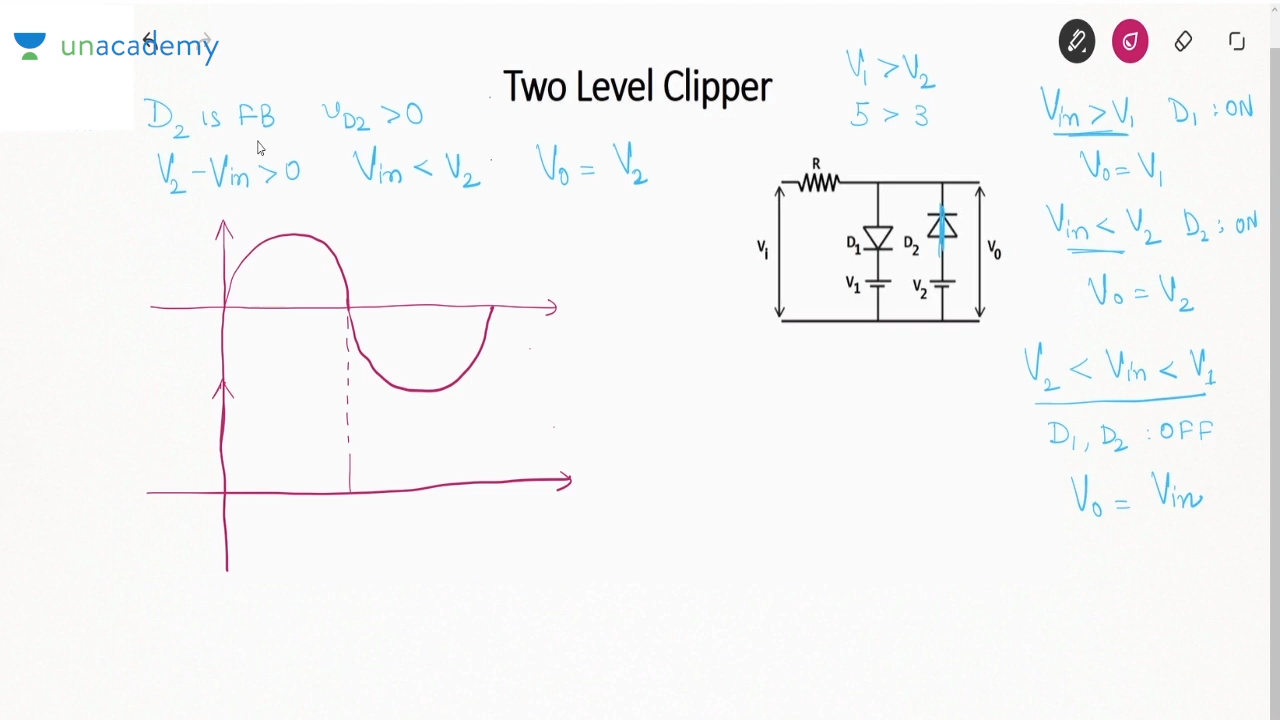 unacademy
Two Level Clipper
V₁ > V₂
5 > 3
D₂ is FB V_D2 > 0
V₂ - Vin > 0 Vin < V₂ V₀ = V₂
Vin > V₁ D₁ : ON
V₀ = V₁
Vin < V₂ D₂ : ON
V₀ = V₂
V₂ < Vin < V₁
D₁, D₂ : OFF
V₀ = Vin
R
Vi D₁ D₂ V₀
V₁ V₂